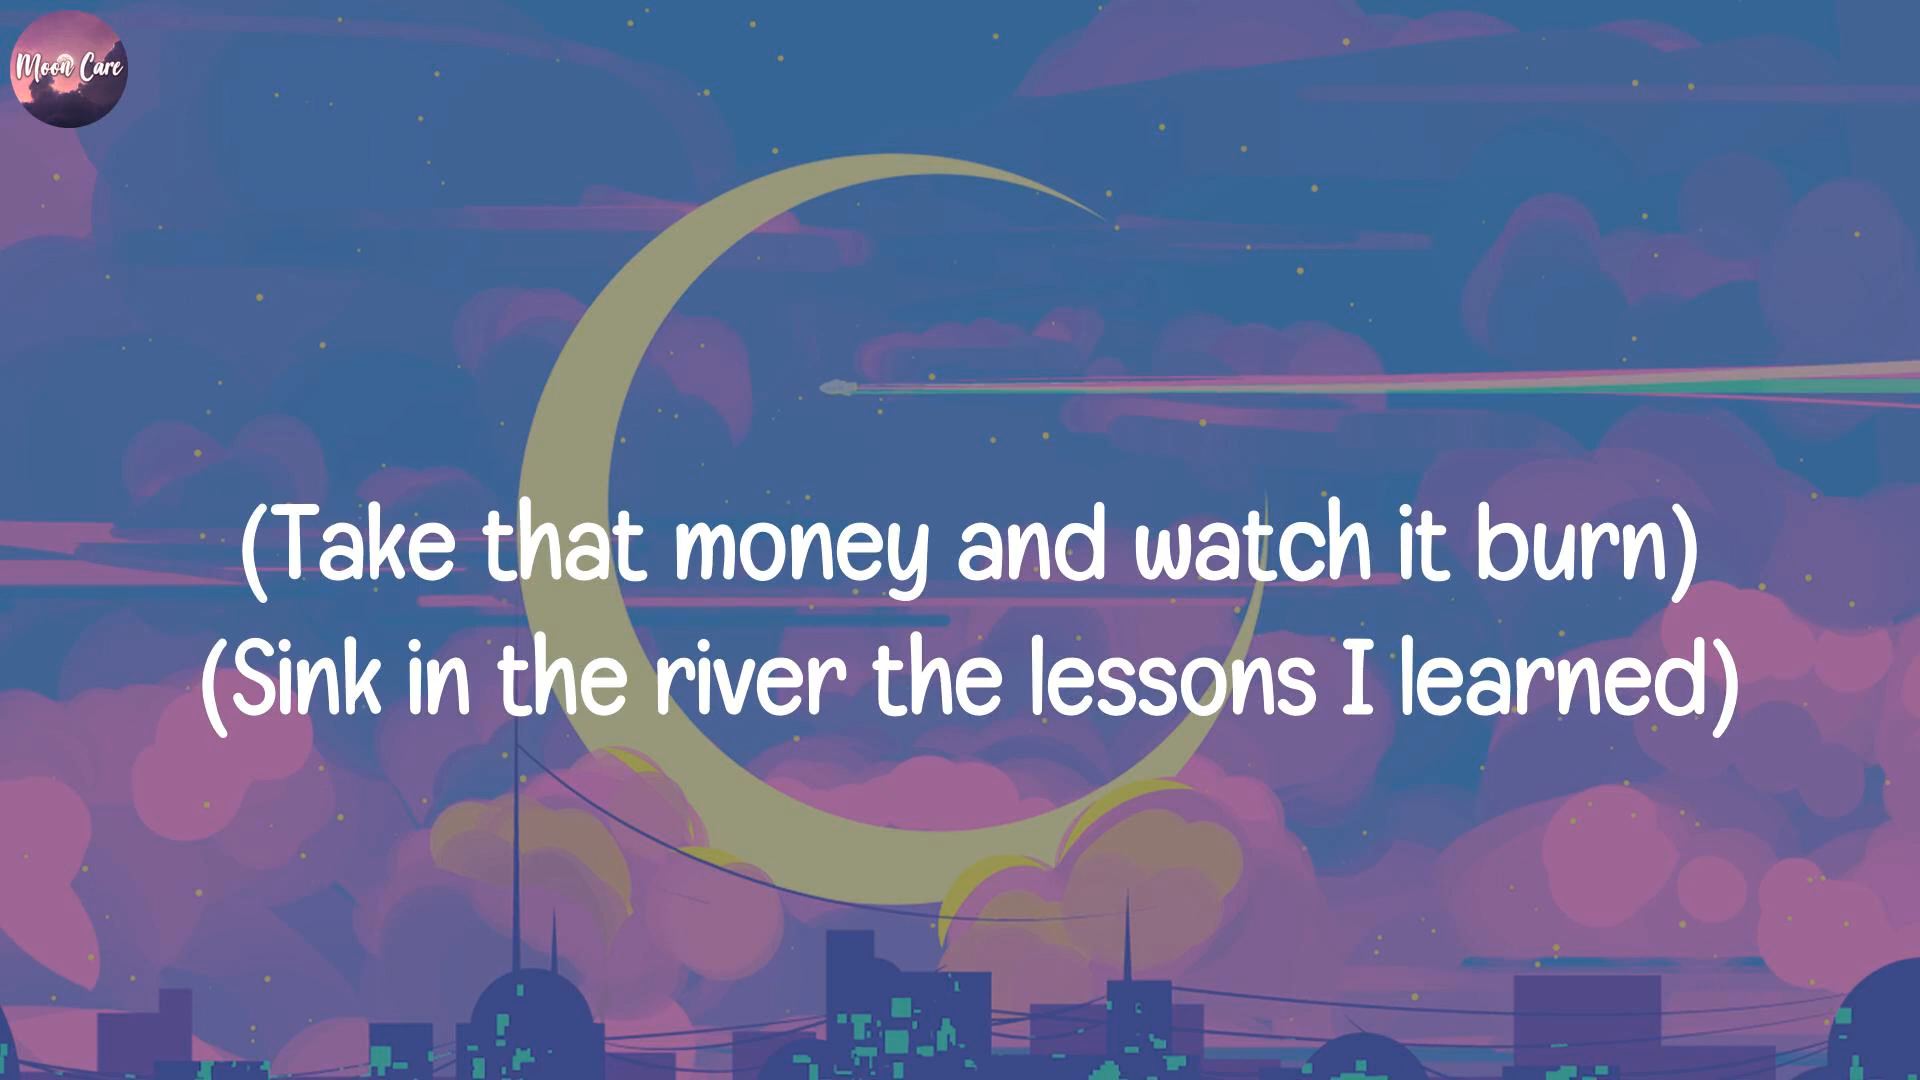 Moon Care
(Take that money and watch it burn)
(Sink in the river the lessons I learned)